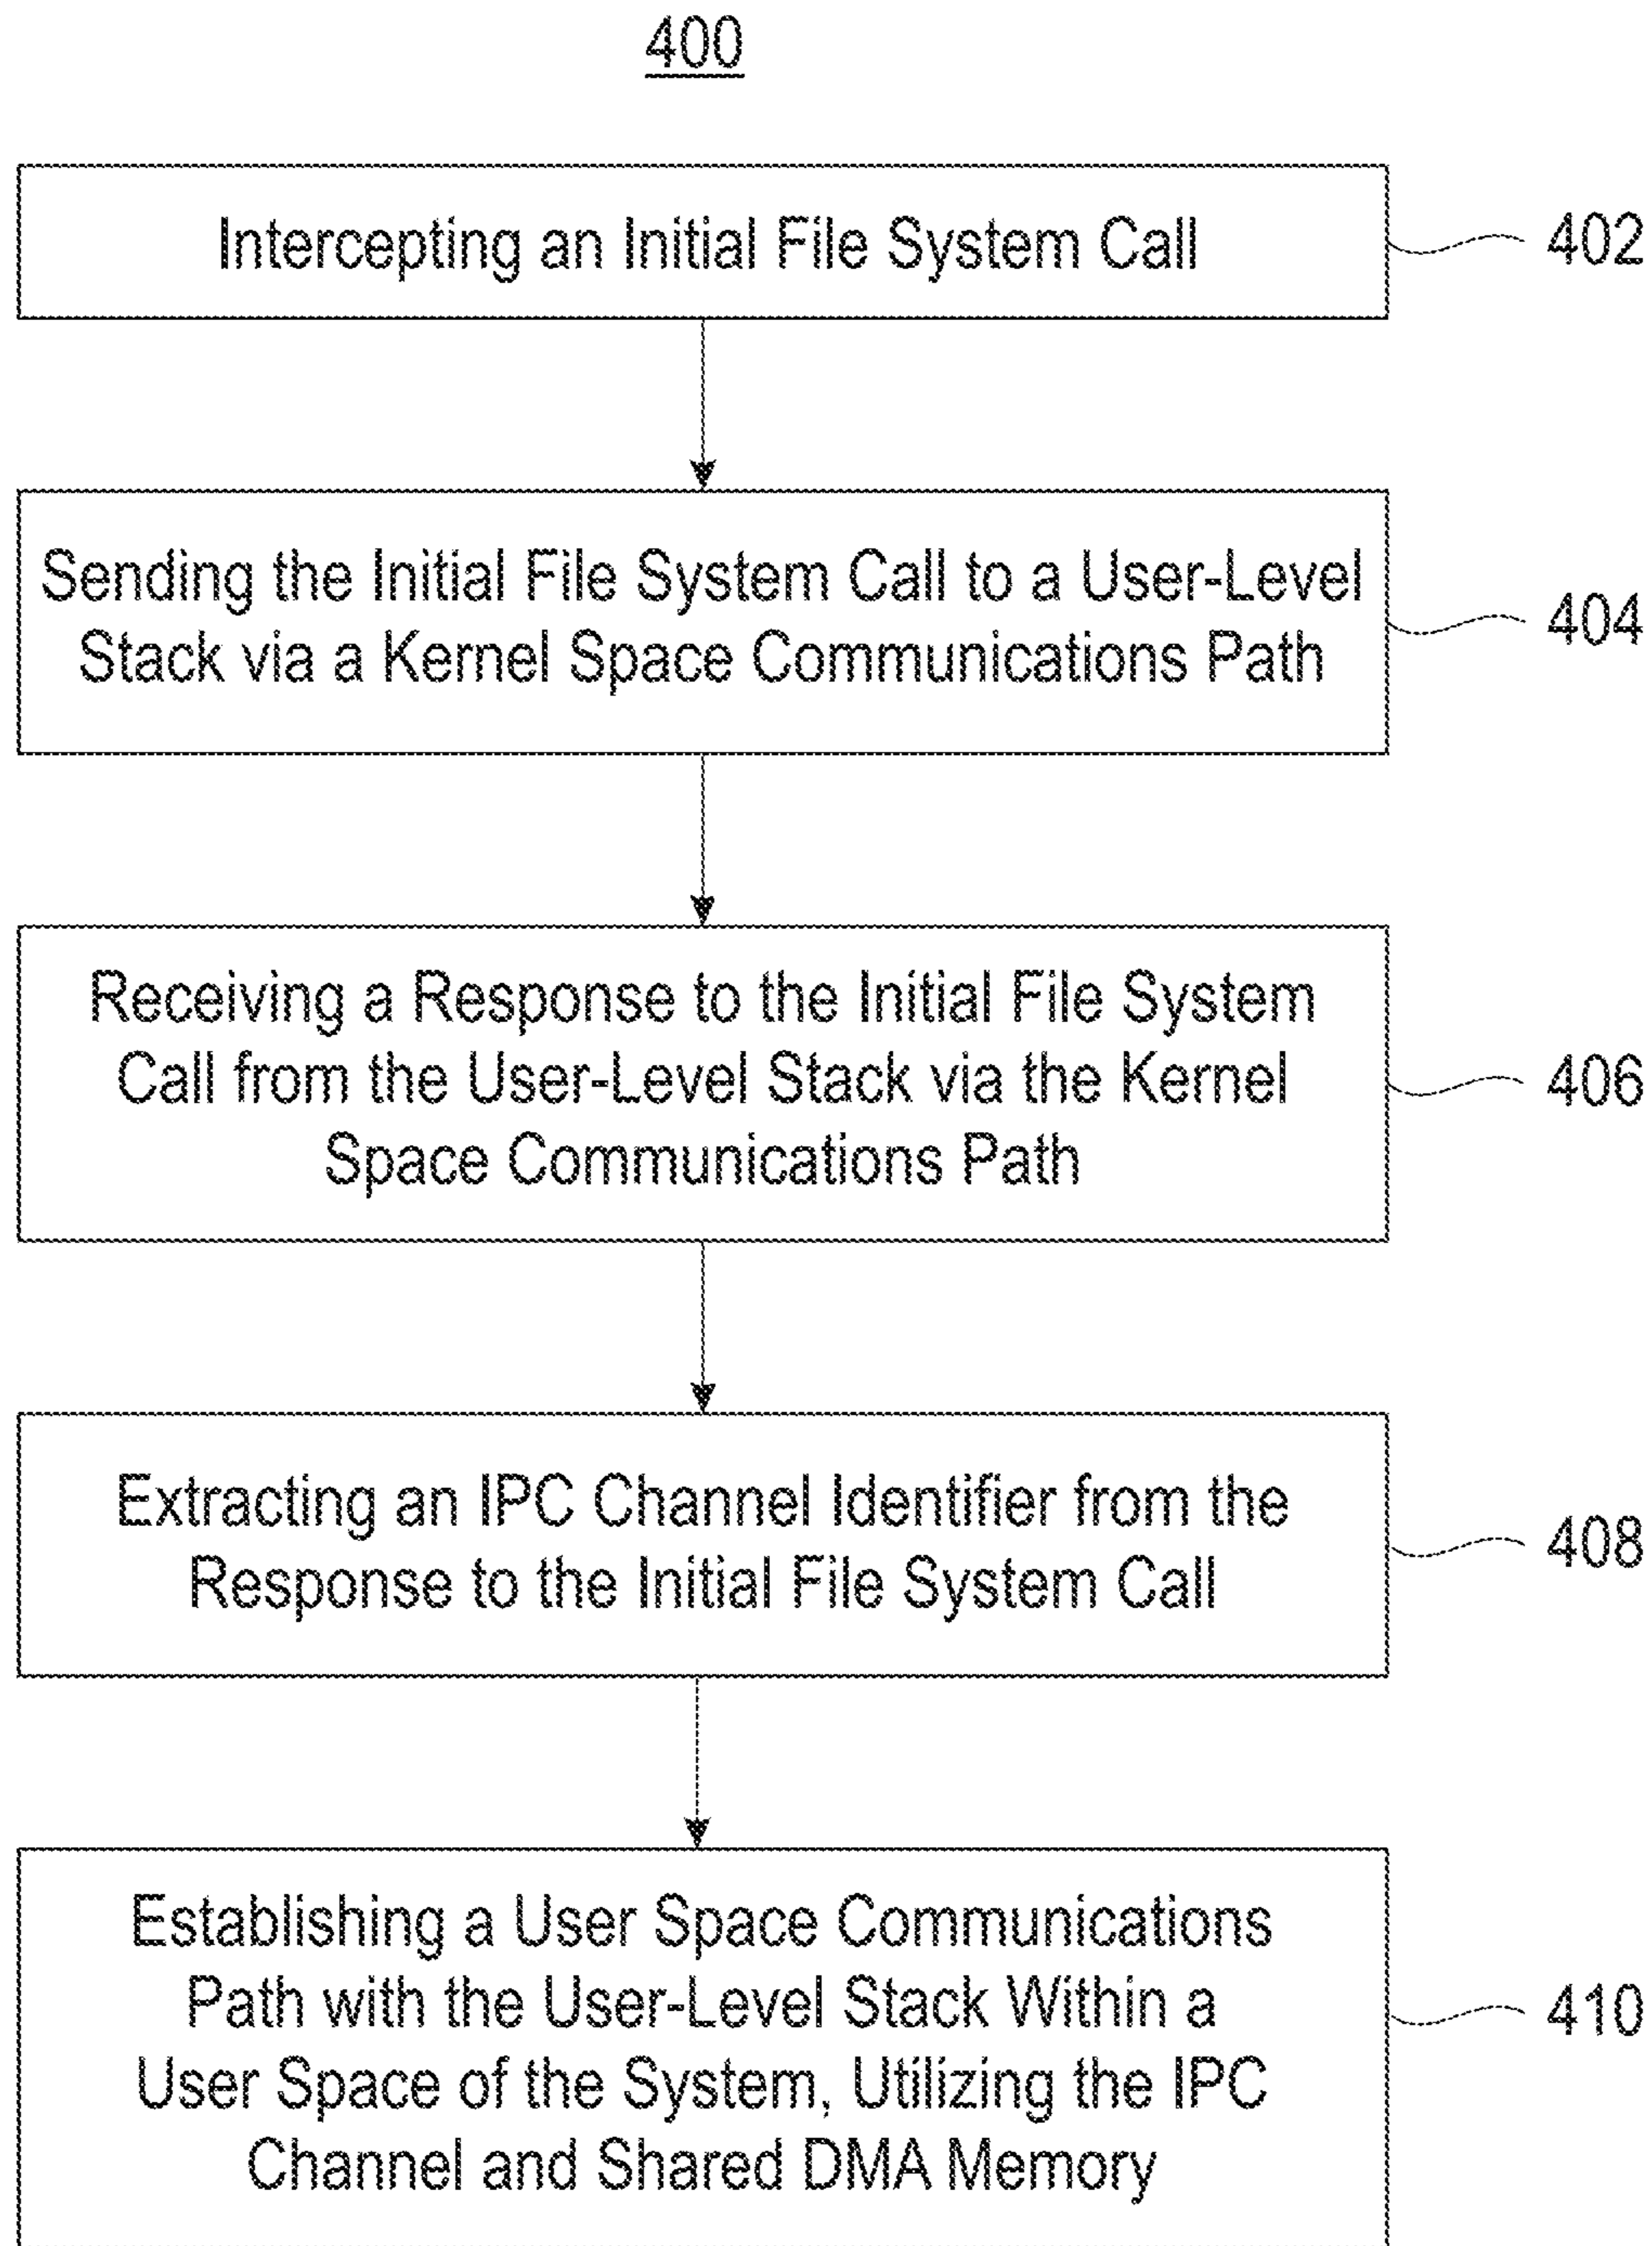 400
Intercepting an Initial File System Call
402
Sending the Initial File System Call to a User-Level
Stack via a Kernel Space Communications Path
404
Receiving a Response to the Initial File System
Call from the User-Level Stack via the Kernel
Space Communications Path
406
Extracting an IPC Channel Identifier from the
Response to the Initial File System Call
408
Establishing a User Space Communications
Path with the User-Level Stack Within a
User Space of the System, Utilizing the IPC
Channel and Shared DMA Memory
410